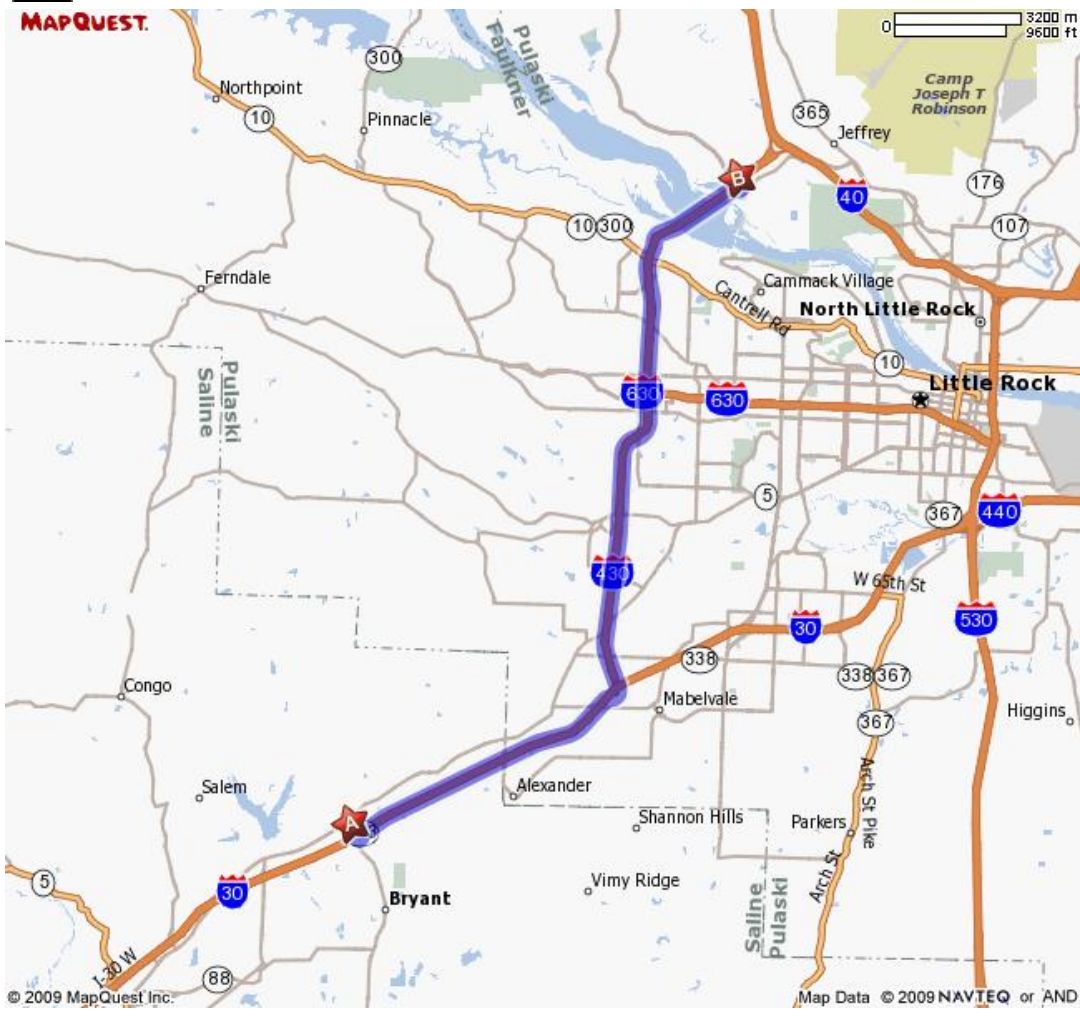 MAPQUEST.
3200 m
0
9600 ft
300
Pulaski
Faulkner
Camp
Joseph T
Robinson
Northpoint
10
Pinnacle
365
Jeffrey
B
40
176
10
300
107
Ferndale
Cammack Village
Cantrell Rd
North Little Rock
10
Pulaski
Saline
630
630
Little Rock
5
367
440
430
W 65th St
30
530
338
338
367
Congo
Mabelvale
367
Higgins
Salem
Alexander
Arch St Pike
A
Shannon Hills
Parkers
5
30
Bryant
Vimy Ridge
Arch St
Saline
Pulaski
I-30 W
88
© 2009 MapQuest Inc.
Map Data © 2009 NAVTEQ or AND